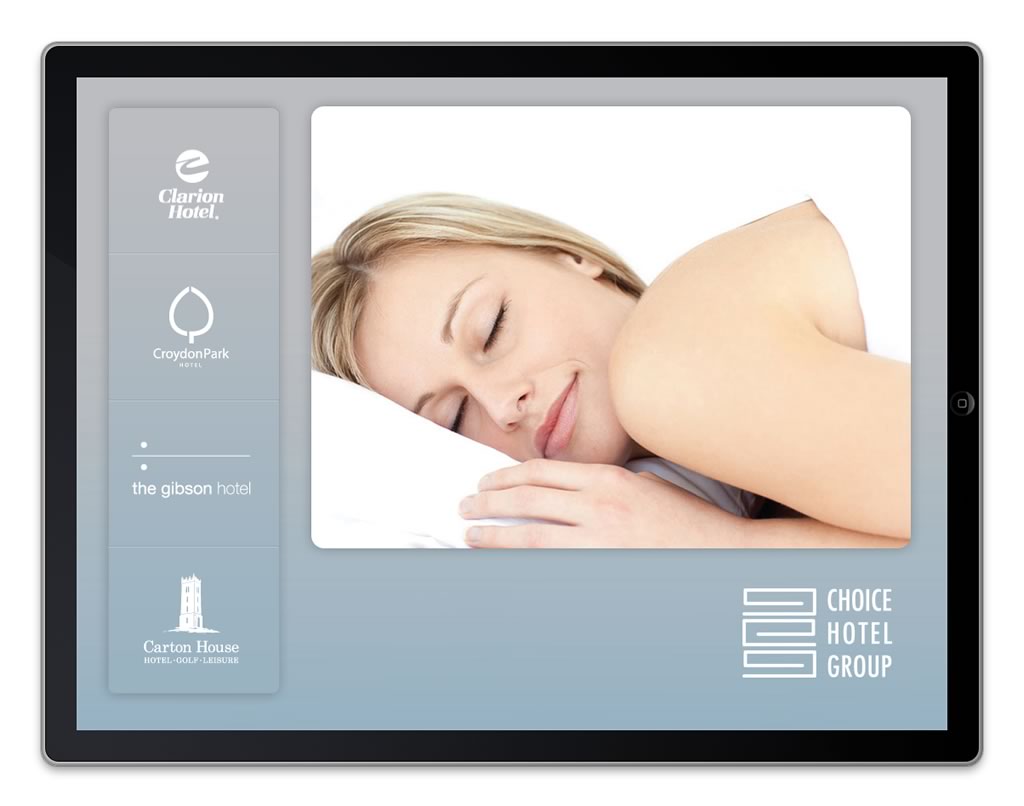 Clarion
Hotel.
CroydonPark
HOTEL
the gibson hotel
Carton House
HOTEL·GOLF·LEISURE
CHOICE
HOTEL
GROUP